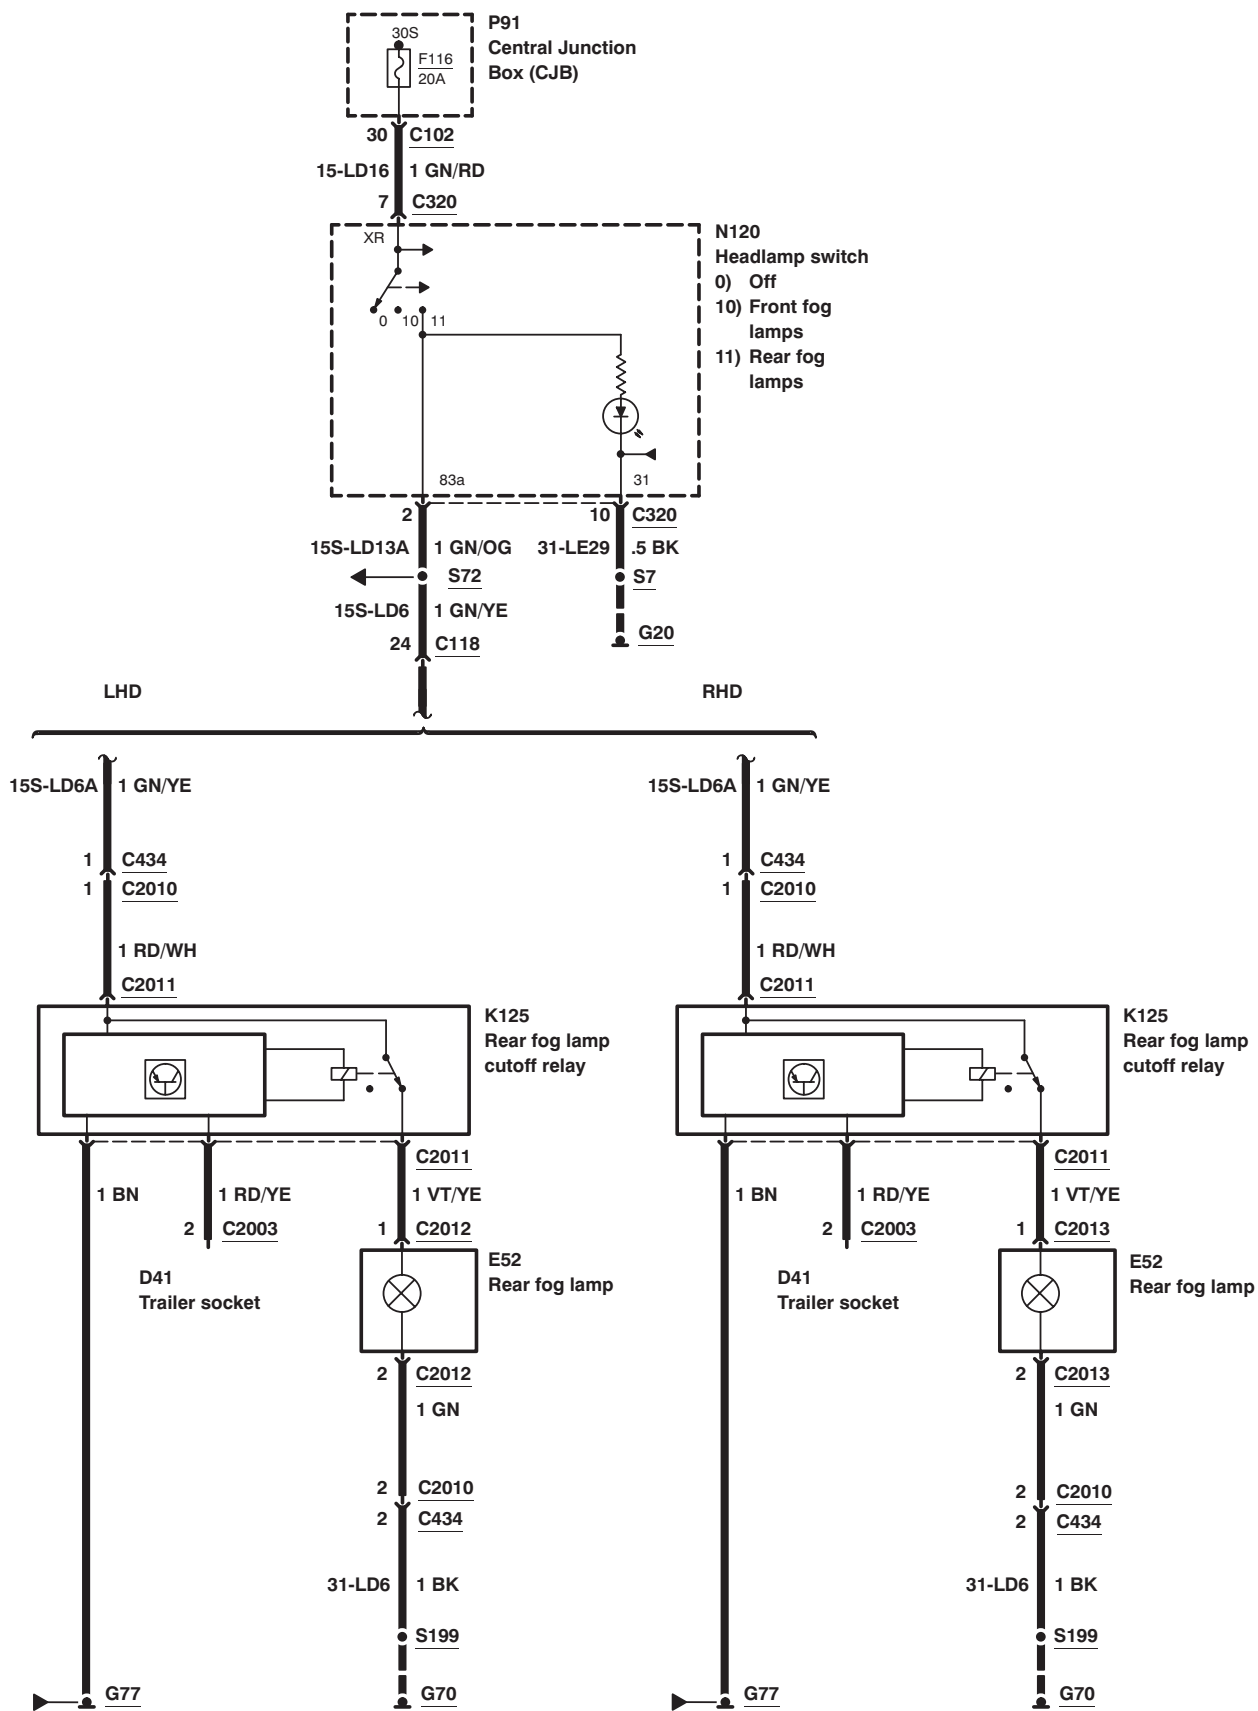 P91
Central Junction
Box (CJB)
30S
F116
20A
30 C102
15-LD16 1 GN/RD
7 C320
XR
N120
Headlamp switch
0) Off
10) Front fog
lamps
11) Rear fog
lamps
0 10 11
83a 31
2 10 C320
15S-LD13A 1 GN/OG 31-LE29 .5 BK
S72 S7
15S-LD6 1 GN/YE
G20
24 C118
LHD RHD
15S-LD6A 1 GN/YE 15S-LD6A 1 GN/YE
1 C434 1 C434
1 C2010 1 C2010
1 RD/WH 1 RD/WH
C2011 C2011
K125
Rear fog lamp
cutoff relay
K125
Rear fog lamp
cutoff relay
C2011 C2011
1 BN 1 RD/YE 1 VT/YE 1 BN 1 RD/YE 1 VT/YE
2 C2003 1 C2012 2 C2003 1 C2013
E52
Rear fog lamp
E52
Rear fog lamp
D41
Trailer socket
D41
Trailer socket
2 C2012 2 C2013
1 GN 1 GN
2 C2010 2 C2010
2 C434 2 C434
31-LD6 1 BK 31-LD6 1 BK
S199 S199
G77 G70 G77 G70